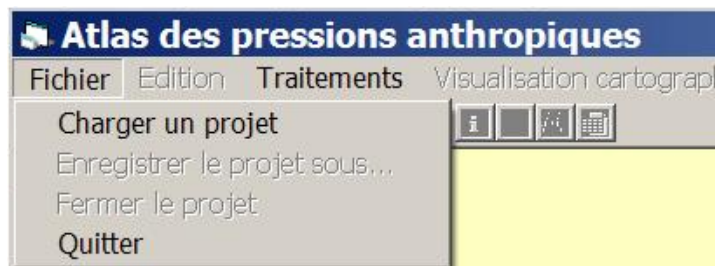 Atlas des pressions anthropiques
Fichier Edition Traitements Visualisation cartograp
Charger un projet
Enregistrer le projet sous...
Fermer le projet
Quitter